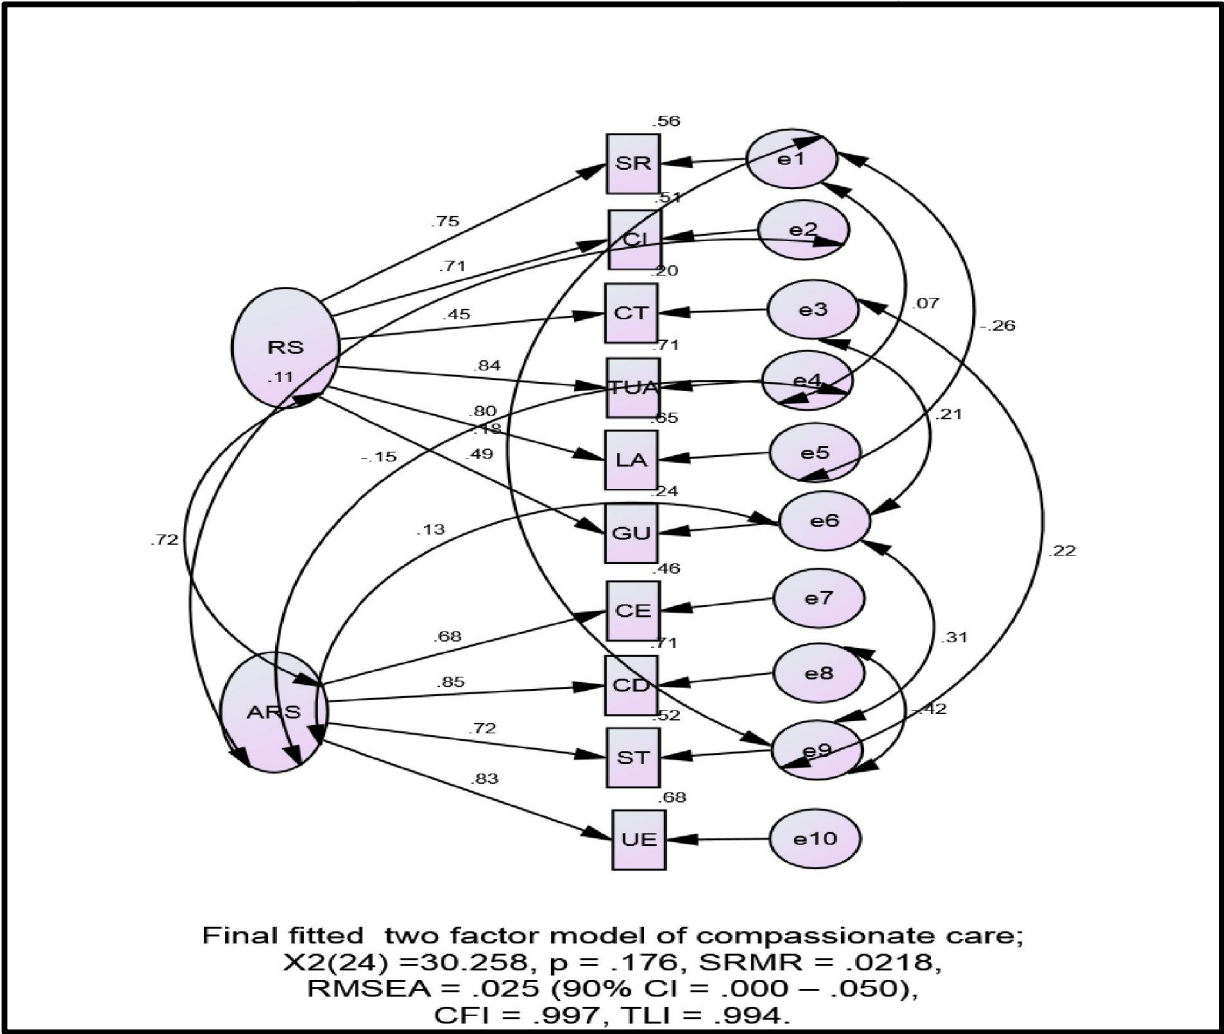 .56
SR
e1
.51
.75
CI
e2
.71
.20
CT
e3
.45
.07
-.26
RS
.71
.84
TUA
e4
.11
.80
.65
.21
.18
-.15
.49
LA
e5
.24
GU
e6
.13
.72
.22
.46
CE
e7
.68
.31
.71
CD
e8
.85
ARS
.52
-.42
.72
ST
e9
.83
.68
UE
e10
Final fitted two factor model of compassionate care;
X2(24) =30.258, p = .176, SRMR = .0218,
RMSEA = .025 (90% CI = .000 – .050),
CFI = .997, TLI = .994.